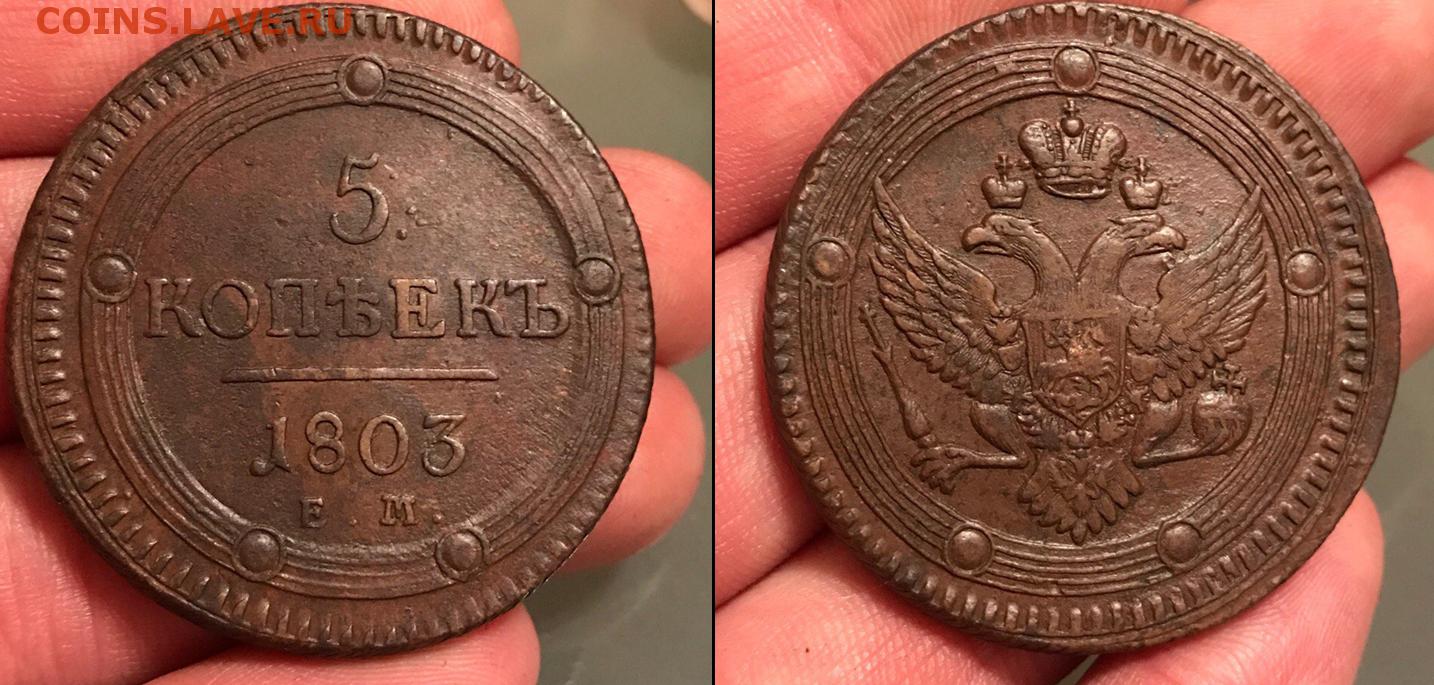 COINS.LAVE.RU
5.
КОПѢЕКЪ
1803
Е. М.